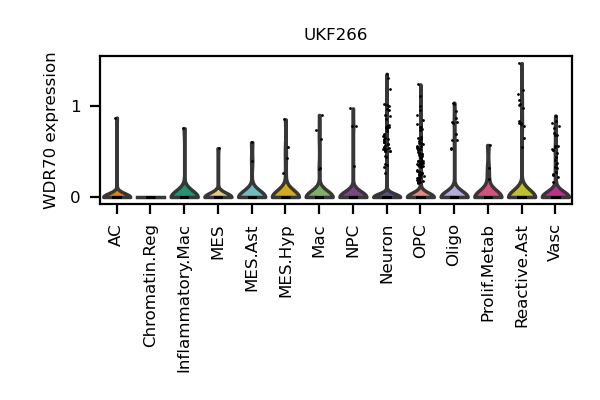 UKF266
WDR70 expression
1
0
AC
Chromatin.Reg
Inflammatory.Mac
MES
MES.Ast
MES.Hyp
Mac
NPC
Neuron
OPC
Oligo
Prolif.Metab
Reactive.Ast
Vasc